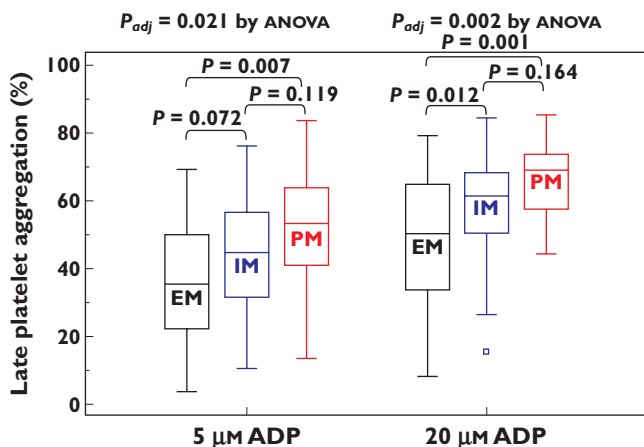 P_adj = 0.021 by ANOVA
P_adj = 0.002 by ANOVA
Late platelet aggregation (%)
100
80
60
40
20
0
P = 0.007
P = 0.072
P = 0.119
P = 0.001
P = 0.012
P = 0.164
EM
IM
PM
EM
IM
PM
5 μM ADP
20 μM ADP